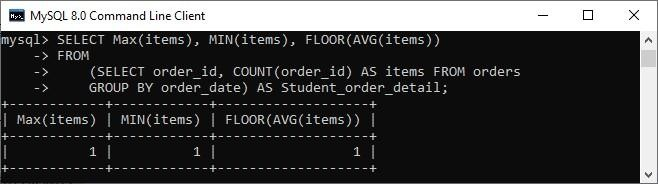 MySQL 8.0 Command Line Client
mysql> SELECT Max(items), MIN(items), FLOOR(AVG(items))
    -> FROM
    ->     (SELECT order_id, COUNT(order_id) AS items FROM orders
    ->     GROUP BY order_date) AS Student_order_detail;
+------------+------------+-------------------+
| Max(items) | MIN(items) | FLOOR(AVG(items)) |
+------------+------------+-------------------+
|          1 |          1 |                 1 |
+------------+------------+-------------------+